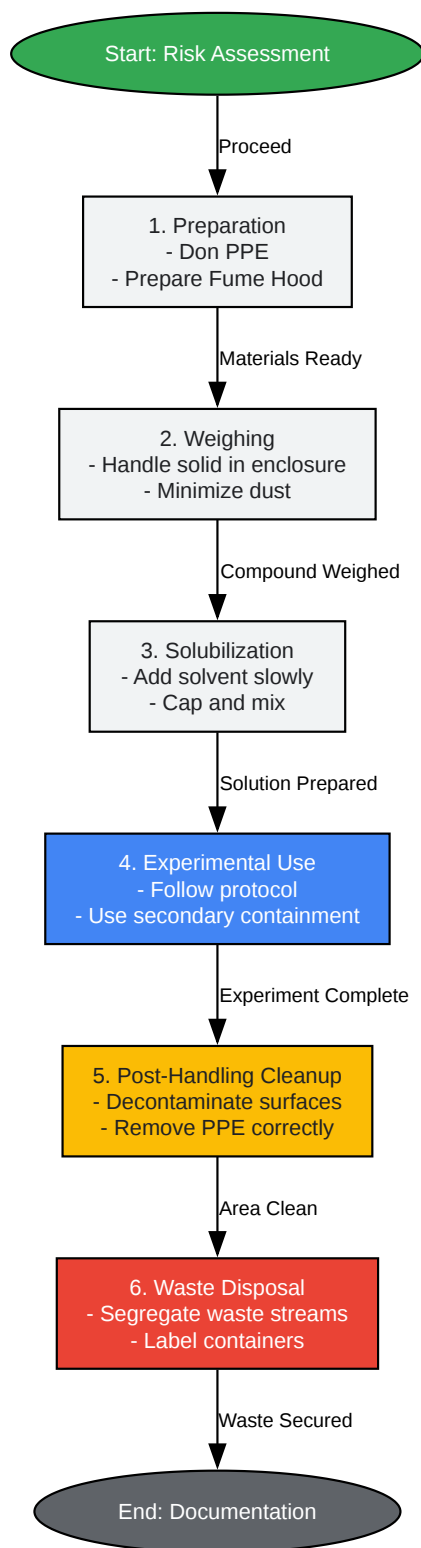 Start: Risk Assessment
Proceed
1. Preparation
- Don PPE
- Prepare Fume Hood
Materials Ready
2. Weighing
- Handle solid in enclosure
- Minimize dust
Compound Weighed
3. Solubilization
- Add solvent slowly
- Cap and mix
Solution Prepared
4. Experimental Use
- Follow protocol
- Use secondary containment
Experiment Complete
5. Post-Handling Cleanup
- Decontaminate surfaces
- Remove PPE correctly
Area Clean
6. Waste Disposal
- Segregate waste streams
- Label containers
Waste Secured
End: Documentation